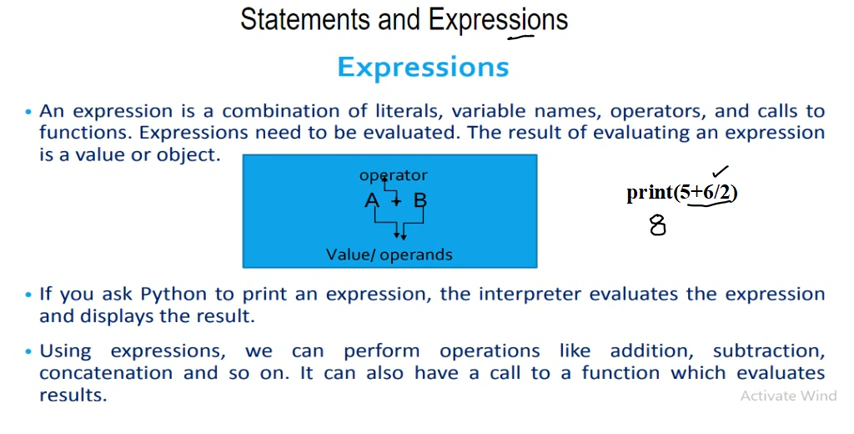 Statements and Expressions
Expressions
• An expression is a combination of literals, variable names, operators, and calls to
functions. Expressions need to be evaluated. The result of evaluating an expression
is a value or object.
operator
A + B
Value/ operands
print(5+6/2)
8
• If you ask Python to print an expression, the interpreter evaluates the expression
and displays the result.
• Using expressions, we can perform operations like addition, subtraction,
concatenation and so on. It can also have a call to a function which evaluates
results.
Activate Wind